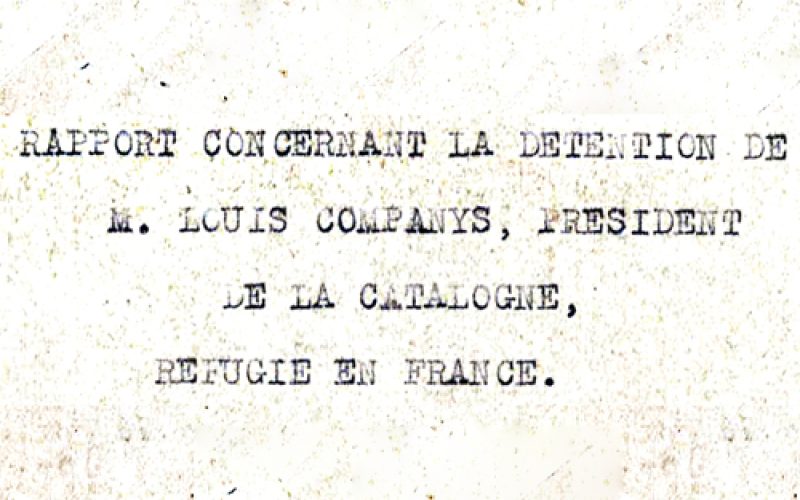 RAPPORT CONCERNANT LA DETENTION DE
M. LOUIS COMPANYS, PRESIDENT
DE LA CATALOGNE,
REFUGIE EN FRANCE.